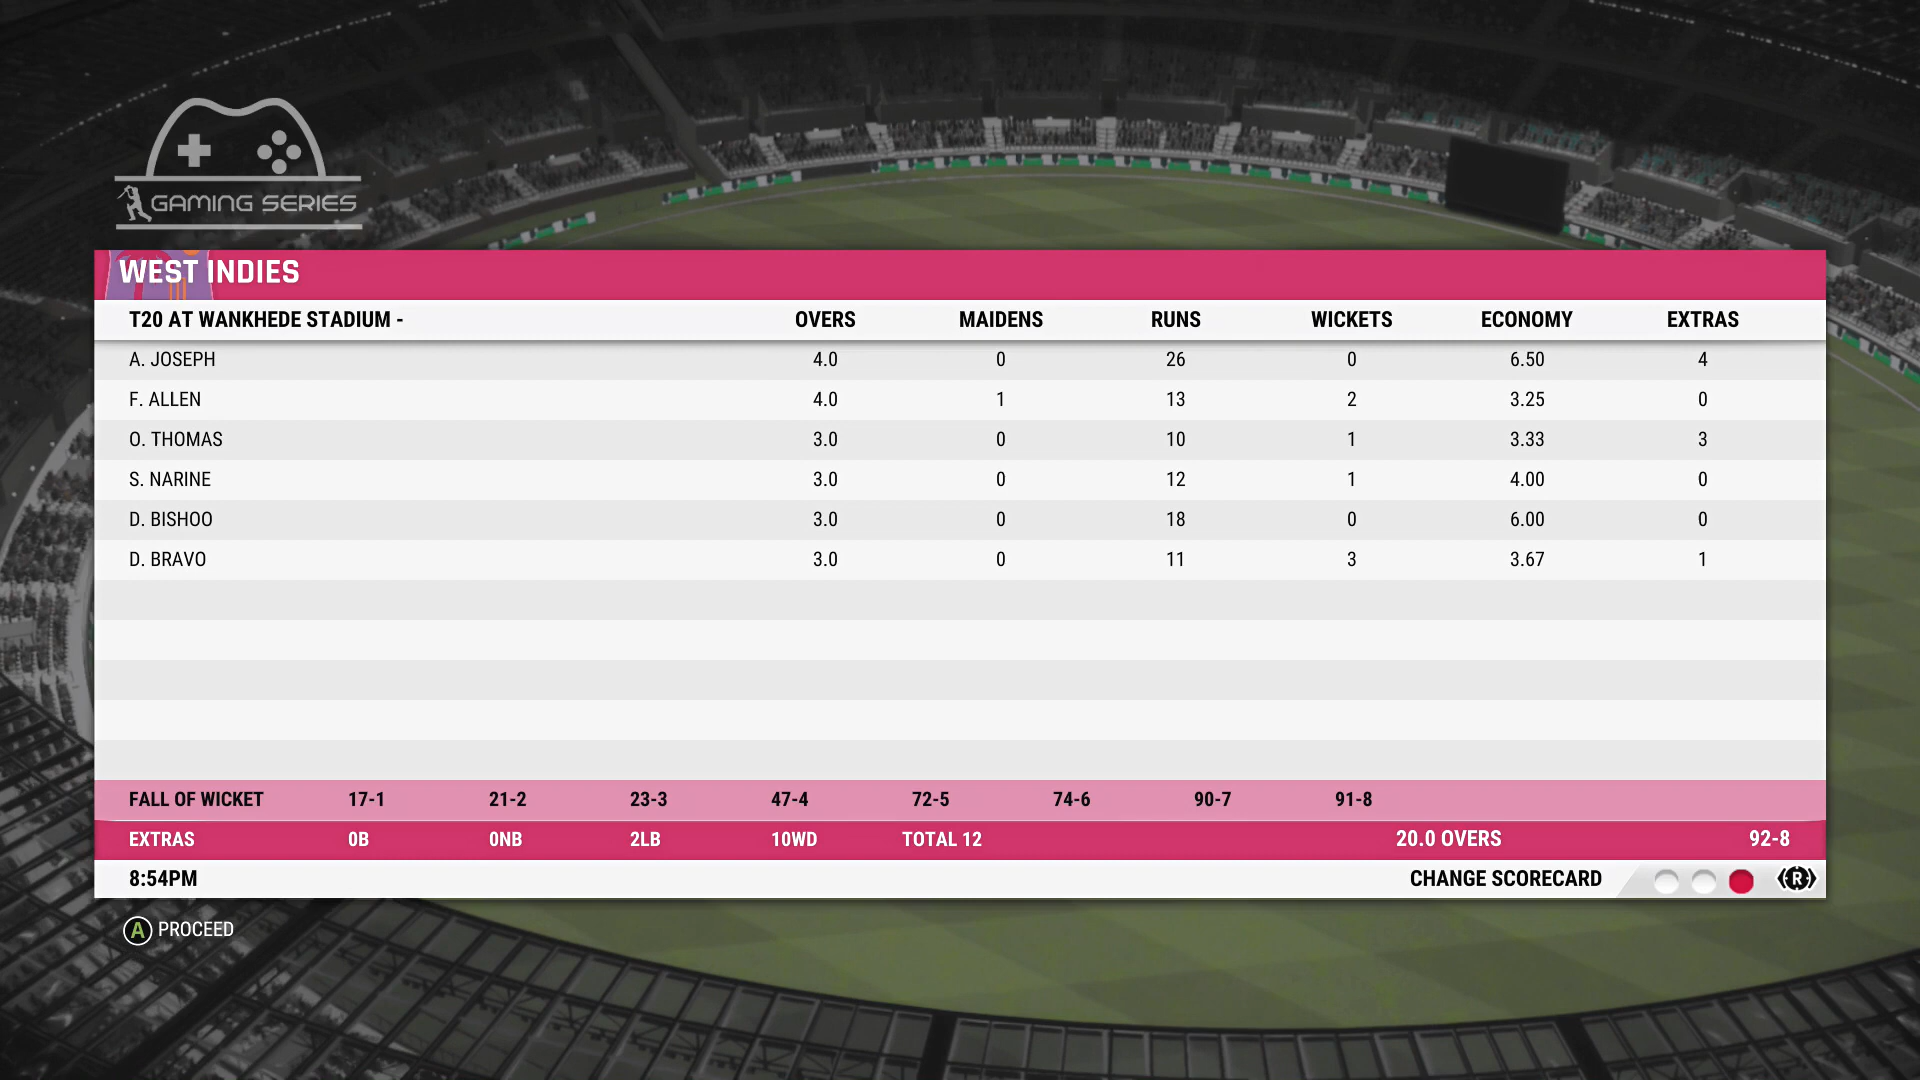 GAMING SERIES
WEST INDIES
T20 AT WANKHEDE STADIUM - OVERS MAIDENS RUNS WICKETS ECONOMY EXTRAS
A. JOSEPH 4.0 0 26 0 6.50 4
F. ALLEN 4.0 1 13 2 3.25 0
O. THOMAS 3.0 0 10 1 3.33 3
S. NARINE 3.0 0 12 1 4.00 0
D. BISHOO 3.0 0 18 0 6.00 0
D. BRAVO 3.0 0 11 3 3.67 1
FALL OF WICKET 17-1 21-2 23-3 47-4 72-5 74-6 90-7 91-8
EXTRAS 0B 0NB 2LB 10WD TOTAL 12 20.0 OVERS 92-8
8:54PM CHANGE SCORECARD R
A PROCEED